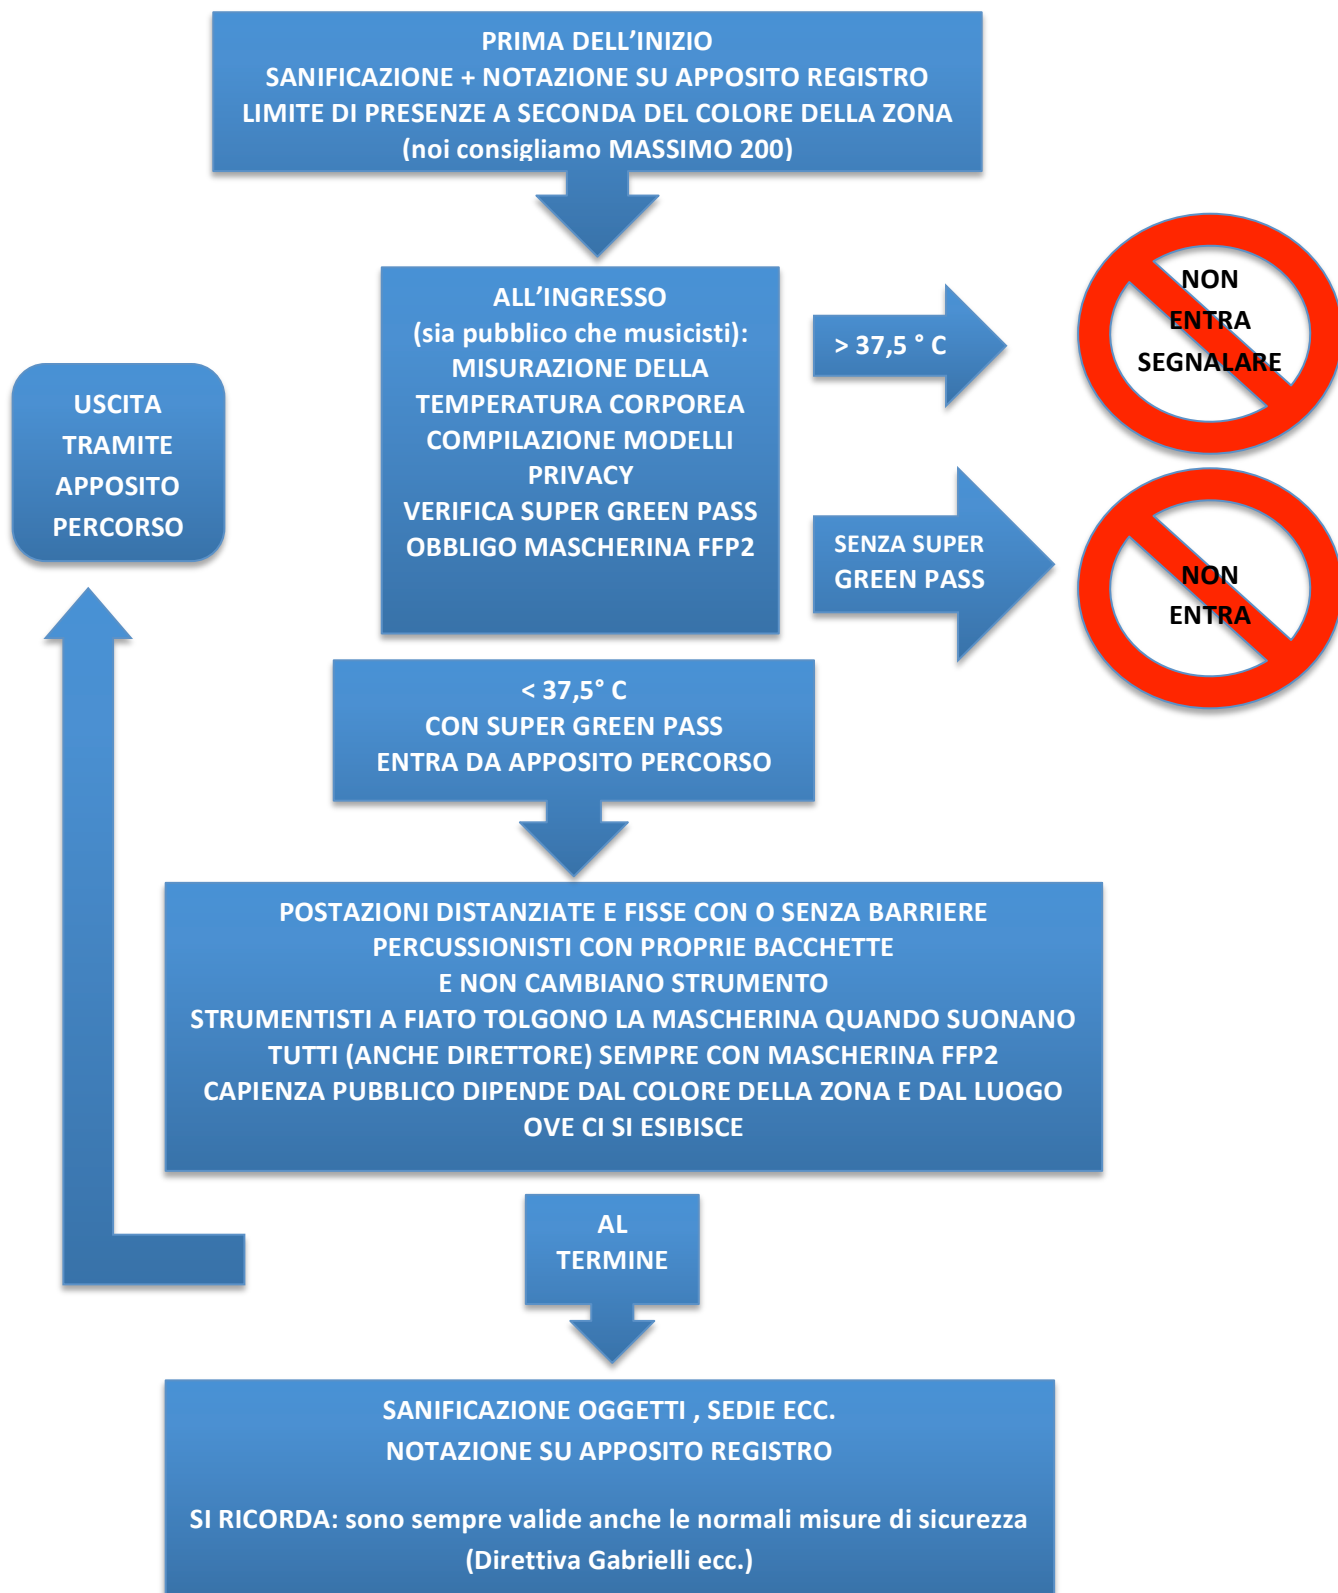 PRIMA DELL’INIZIO
SANIFICAZIONE + NOTAZIONE SU APPOSITO REGISTRO
LIMITE DI PRESENZE A SECONDA DEL COLORE DELLA ZONA
(noi consigliamo MASSIMO 200)
ALL’INGRESSO
(sia pubblico che musicisti):
MISURAZIONE DELLA
TEMPERATURA CORPOREA
COMPILAZIONE MODELLI
PRIVACY
VERIFICA SUPER GREEN PASS
OBBLIGO MASCHERINA FFP2
> 37,5 ° C
NON
ENTRA
SEGNALARE
SENZA SUPER
GREEN PASS
NON
ENTRA
USCITA
TRAMITE
APPOSITO
PERCORSO
< 37,5° C
CON SUPER GREEN PASS
ENTRA DA APPOSITO PERCORSO
POSTAZIONI DISTANZIATE E FISSE CON O SENZA BARRIERE
PERCUSSIONISTI CON PROPRIE BACCHETTE
E NON CAMBIANO STRUMENTO
STRUMENTISTI A FIATO TOLGONO LA MASCHERINA QUANDO SUONANO
TUTTI (ANCHE DIRETTORE) SEMPRE CON MASCHERINA FFP2
CAPIENZA PUBBLICO DIPENDE DAL COLORE DELLA ZONA E DAL LUOGO
OVE CI SI ESIBISCE
AL
TERMINE
SANIFICAZIONE OGGETTI , SEDIE ECC.
NOTAZIONE SU APPOSITO REGISTRO
SI RICORDA: sono sempre valide anche le normali misure di sicurezza
(Direttiva Gabrielli ecc.)